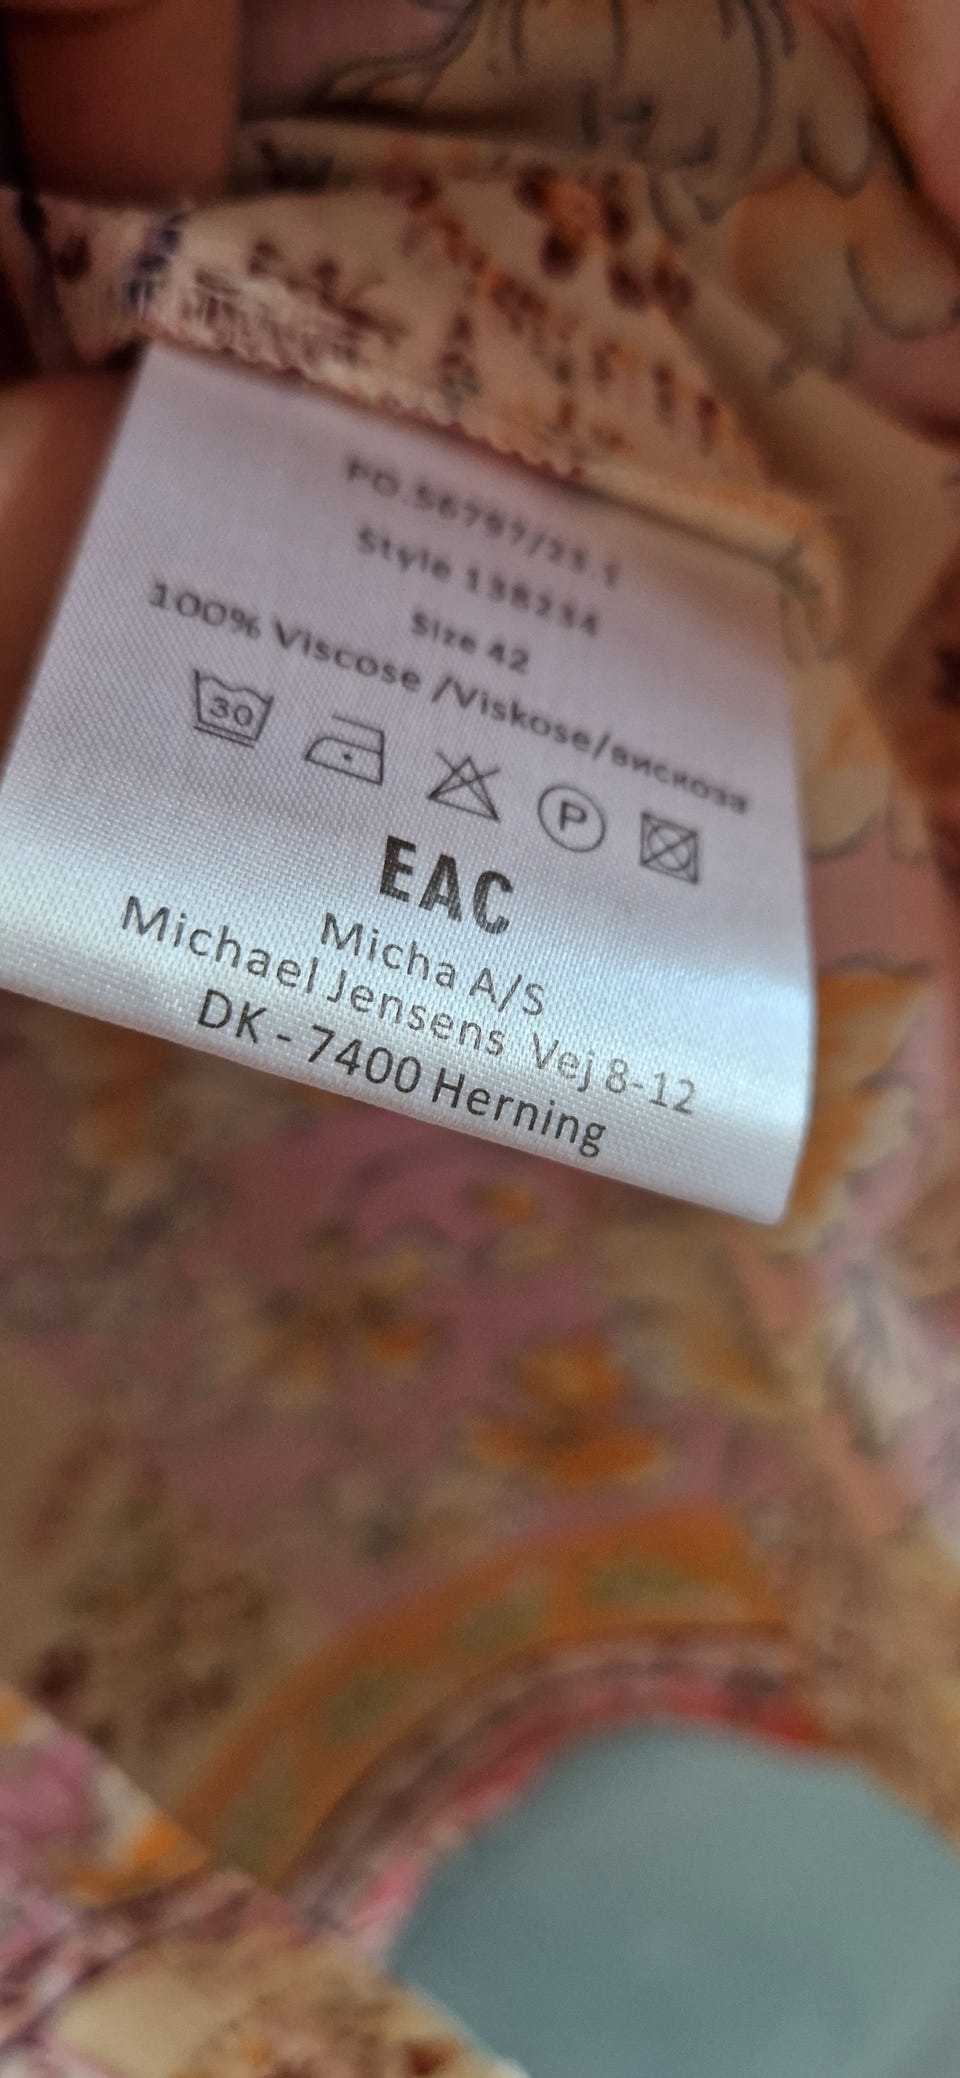 PO.56797/23.1
Style 138234
Size 42
100% Viscose /Viskose/вискоза
30
P
EAC
Micha A/S
Michael Jensens Vej 8-12
DK - 7400 Herning